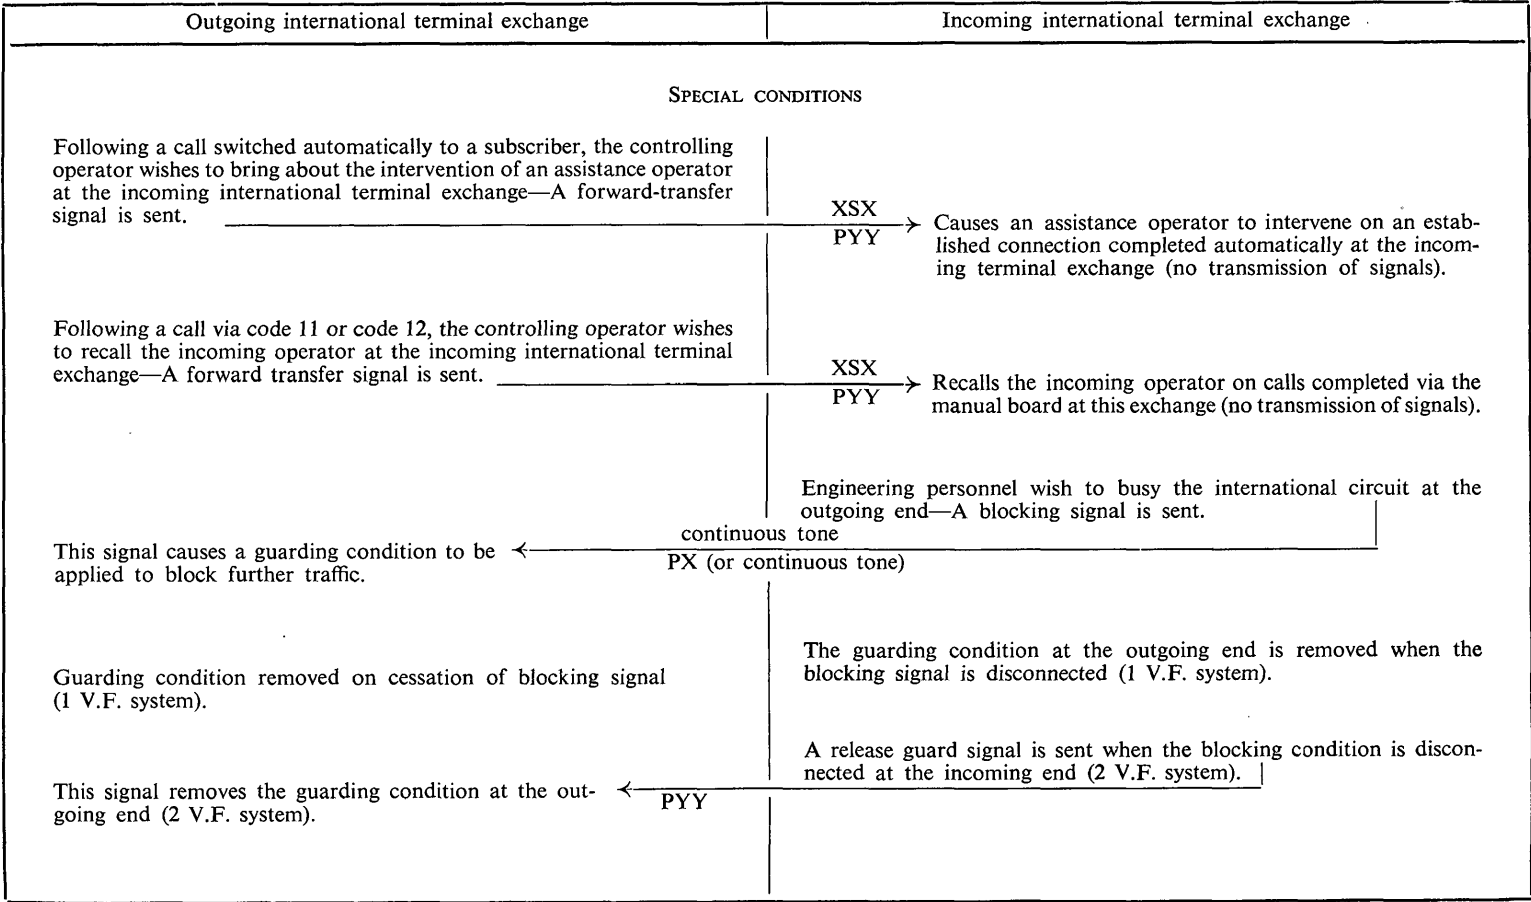 Outgoing international terminal exchange
Incoming international terminal exchange
SPECIAL CONDITIONS
Following a call switched automatically to a subscriber, the controlling
operator wishes to bring about the intervention of an assistance operator
at the incoming international terminal exchange—A forward-transfer
signal is sent.
XSX
PYY
Causes an assistance operator to intervene on an estab-
lished connection completed automatically at the incom-
ing terminal exchange (no transmission of signals).
Following a call via code 11 or code 12, the controlling operator wishes
to recall the incoming operator at the incoming international terminal
exchange—A forward transfer signal is sent.
XSX
PYY
Recalls the incoming operator on calls completed via the
manual board at this exchange (no transmission of signals).
Engineering personnel wish to busy the international circuit at the
outgoing end—A blocking signal is sent.
continuous tone
PX (or continuous tone)
This signal causes a guarding condition to be
applied to block further traffic.
The guarding condition at the outgoing end is removed when the
blocking signal is disconnected (1 V.F. system).
Guarding condition removed on cessation of blocking signal
(1 V.F. system).
A release guard signal is sent when the blocking condition is discon-
nected at the incoming end (2 V.F. system).
PYY
This signal removes the guarding condition at the out-
going end (2 V.F. system).